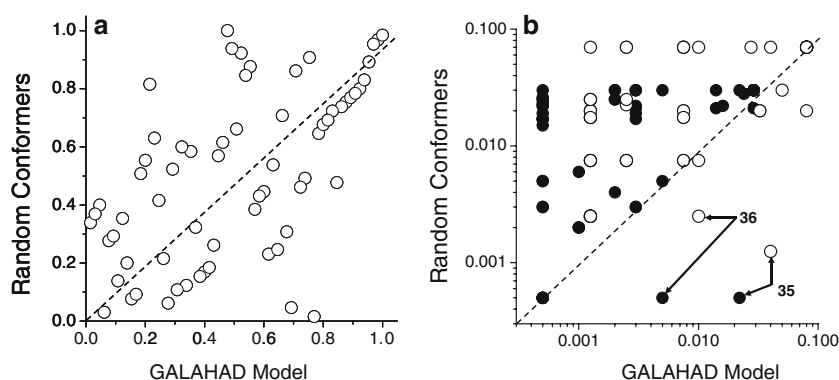 a
1.0
0.8
0.6
0.4
0.2
0.0
Random Conformers
0.0 0.2 0.4 0.6 0.8 1.0
GALAHAD Model
b
0.100
0.010
0.001
Random Conformers
36
35
0.001 0.010 0.100
GALAHAD Model